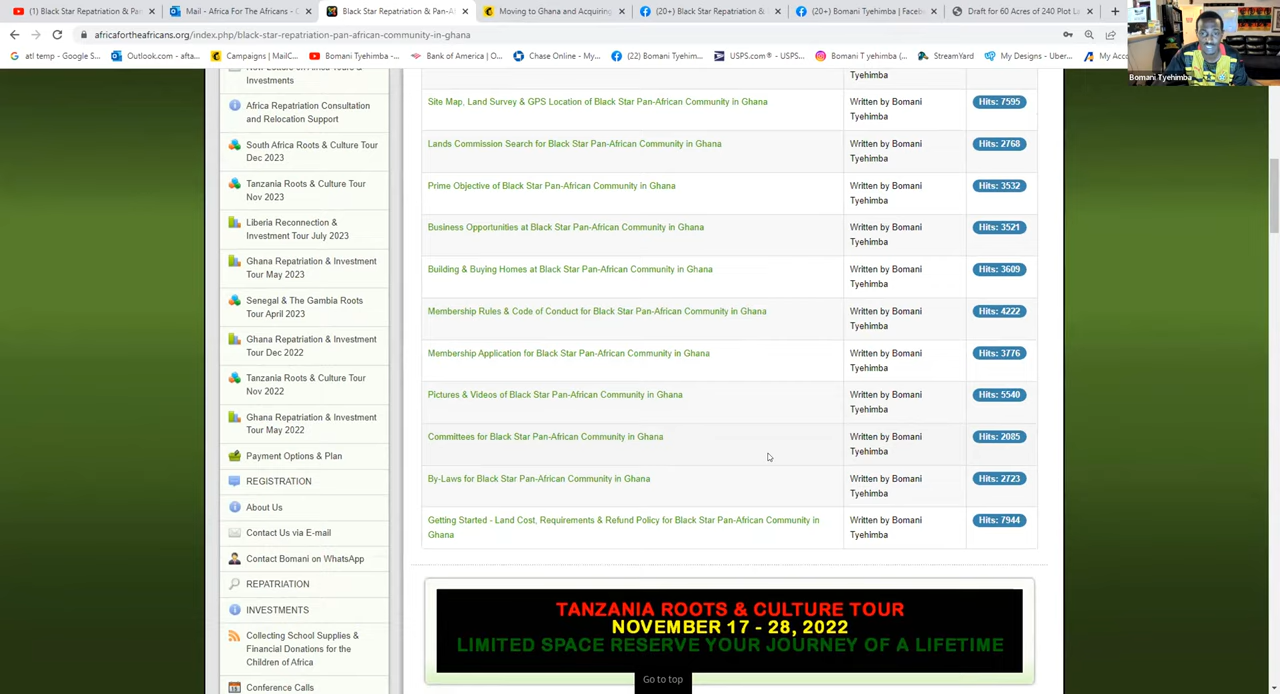 (1) Black Star Repatriation & Pan
Mail - Africa For The Africans - O
Black Star Repatriation & Pan-Af
Moving to Ghana and Acquiring
(20+) Black Star Repatriation &
(20+) Bomani Tyehimba | Faceb
Draft for 60 Acres of 240 Plot La
africafortheafricans.org/index.php/black-star-repatriation-pan-african-community-in-ghana
atl temp - Google S...
Outlook.com - afta...
Campaigns | MailC...
Bomani Tyehimba -...
Bank of America | O...
Chase Online - My...
(22) Bomani Tyehim...
USPS.com® - USPS...
Bomani T yehimba (...
StreamYard
My Designs - Uber...
My Acco
Bomani Tyehimba
Investments
Africa Repatriation Consultation
and Relocation Support
South Africa Roots & Culture Tour
Dec 2023
Tanzania Roots & Culture Tour
Nov 2023
Liberia Reconnection &
Investment Tour July 2023
Ghana Repatriation & Investment
Tour May 2023
Senegal & The Gambia Roots
Tour April 2023
Ghana Repatriation & Investment
Tour Dec 2022
Tanzania Roots & Culture Tour
Nov 2022
Ghana Repatriation & Investment
Tour May 2022
Payment Options & Plan
REGISTRATION
About Us
Contact Us via E-mail
Contact Bomani on WhatsApp
REPATRIATION
INVESTMENTS
Collecting School Supplies &
Financial Donations for the
Children of Africa
Conference Calls
Tyehimba
Site Map, Land Survey & GPS Location of Black Star Pan-African Community in Ghana
Written by Bomani
Tyehimba
Hits: 7595
Lands Commission Search for Black Star Pan-African Community in Ghana
Written by Bomani
Tyehimba
Hits: 2768
Prime Objective of Black Star Pan-African Community in Ghana
Written by Bomani
Tyehimba
Hits: 3532
Business Opportunities at Black Star Pan-African Community in Ghana
Written by Bomani
Tyehimba
Hits: 3521
Building & Buying Homes at Black Star Pan-African Community in Ghana
Written by Bomani
Tyehimba
Hits: 3609
Membership Rules & Code of Conduct for Black Star Pan-African Community in Ghana
Written by Bomani
Tyehimba
Hits: 4222
Membership Application for Black Star Pan-African Community in Ghana
Written by Bomani
Tyehimba
Hits: 3776
Pictures & Videos of Black Star Pan-African Community in Ghana
Written by Bomani
Tyehimba
Hits: 5540
Committees for Black Star Pan-African Community in Ghana
Written by Bomani
Tyehimba
Hits: 2085
By-Laws for Black Star Pan-African Community in Ghana
Written by Bomani
Tyehimba
Hits: 2723
Getting Started - Land Cost, Requirements & Refund Policy for Black Star Pan-African Community in
Ghana
Written by Bomani
Tyehimba
Hits: 7944
TANZANIA ROOTS & CULTURE TOUR
NOVEMBER 17 - 28, 2022
LIMITED SPACE RESERVE YOUR JOURNEY OF A LIFETIME
Go to top